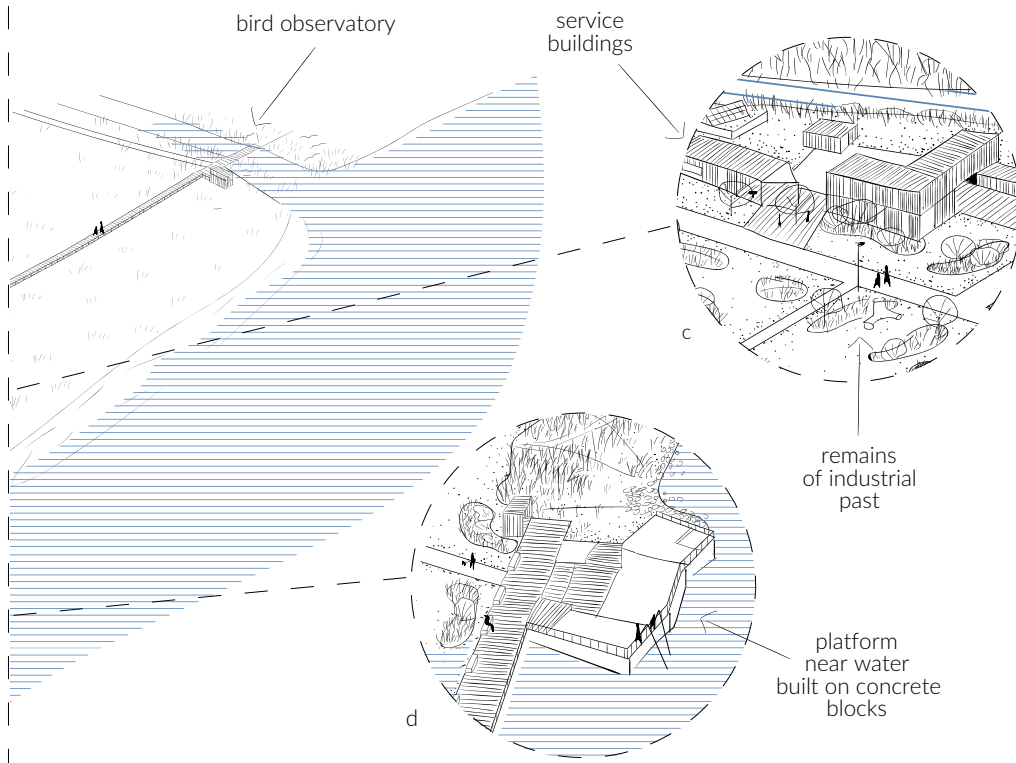 bird observatory
service
buildings
c
remains
of industrial
past
d
platform
near water
built on concrete
blocks